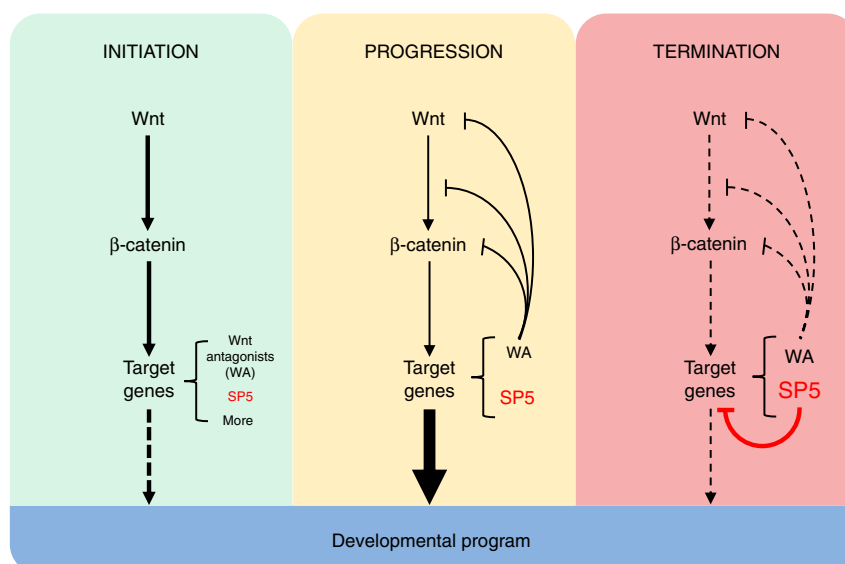 INITIATION
Wnt
β-catenin
Target
genes
Wnt
antagonists
(WA)
SP5
More
PROGRESSION
Wnt
β-catenin
Target
genes
WA
SP5
TERMINATION
Wnt
β-catenin
Target
genes
WA
SP5
Developmental program